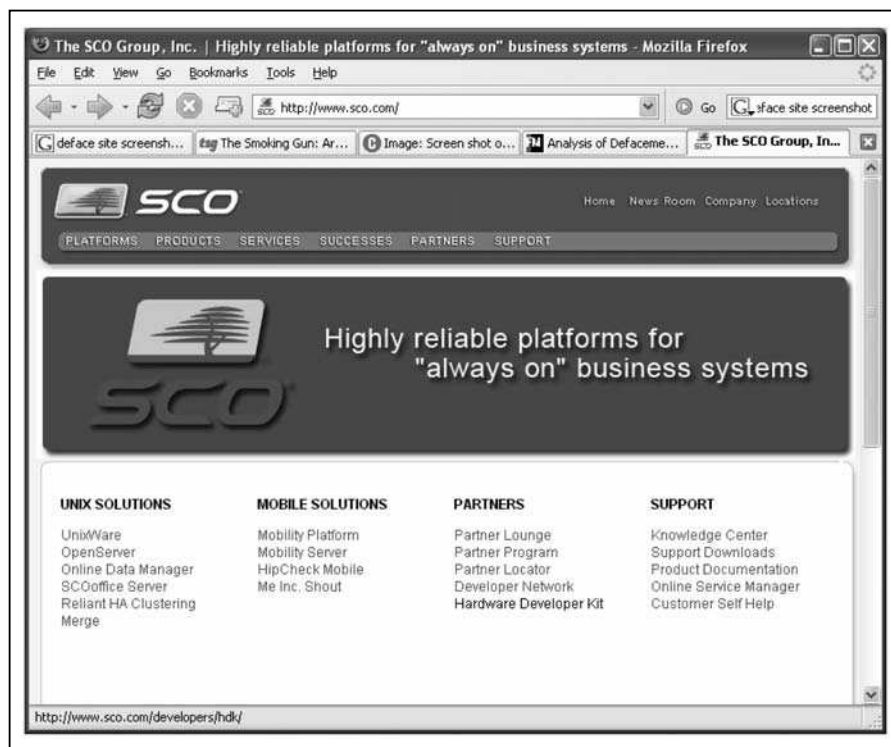 The SCO Group, Inc. | Highly reliable platforms for "always on" business systems - Mozilla Firefox
File Edit View Go Bookmarks Tools Help
SCO http://www.sco.com/ Go G :face site screenshot
G deface site screensh... tsg The Smoking Gun: Ar... C Image: Screen shot o... Analysis of Defaceme... SCO The SCO Group, In...
SCO
Home News Room Company Locations
PLATFORMS PRODUCTS SERVICES SUCCESSES PARTNERS SUPPORT
SCO
Highly reliable platforms for
"always on" business systems
UNIX SOLUTIONS MOBILE SOLUTIONS PARTNERS SUPPORT
UnixWare Mobility Platform Partner Lounge Knowledge Center
OpenServer Mobility Server Partner Program Support Downloads
Online Data Manager HipCheck Mobile Partner Locator Product Documentation
SCOoffice Server Me Inc. Shout Developer Network Online Service Manager
Reliant HA Clustering Hardware Developer Kit Customer Self Help
Merge
http://www.sco.com/developers/hdk/